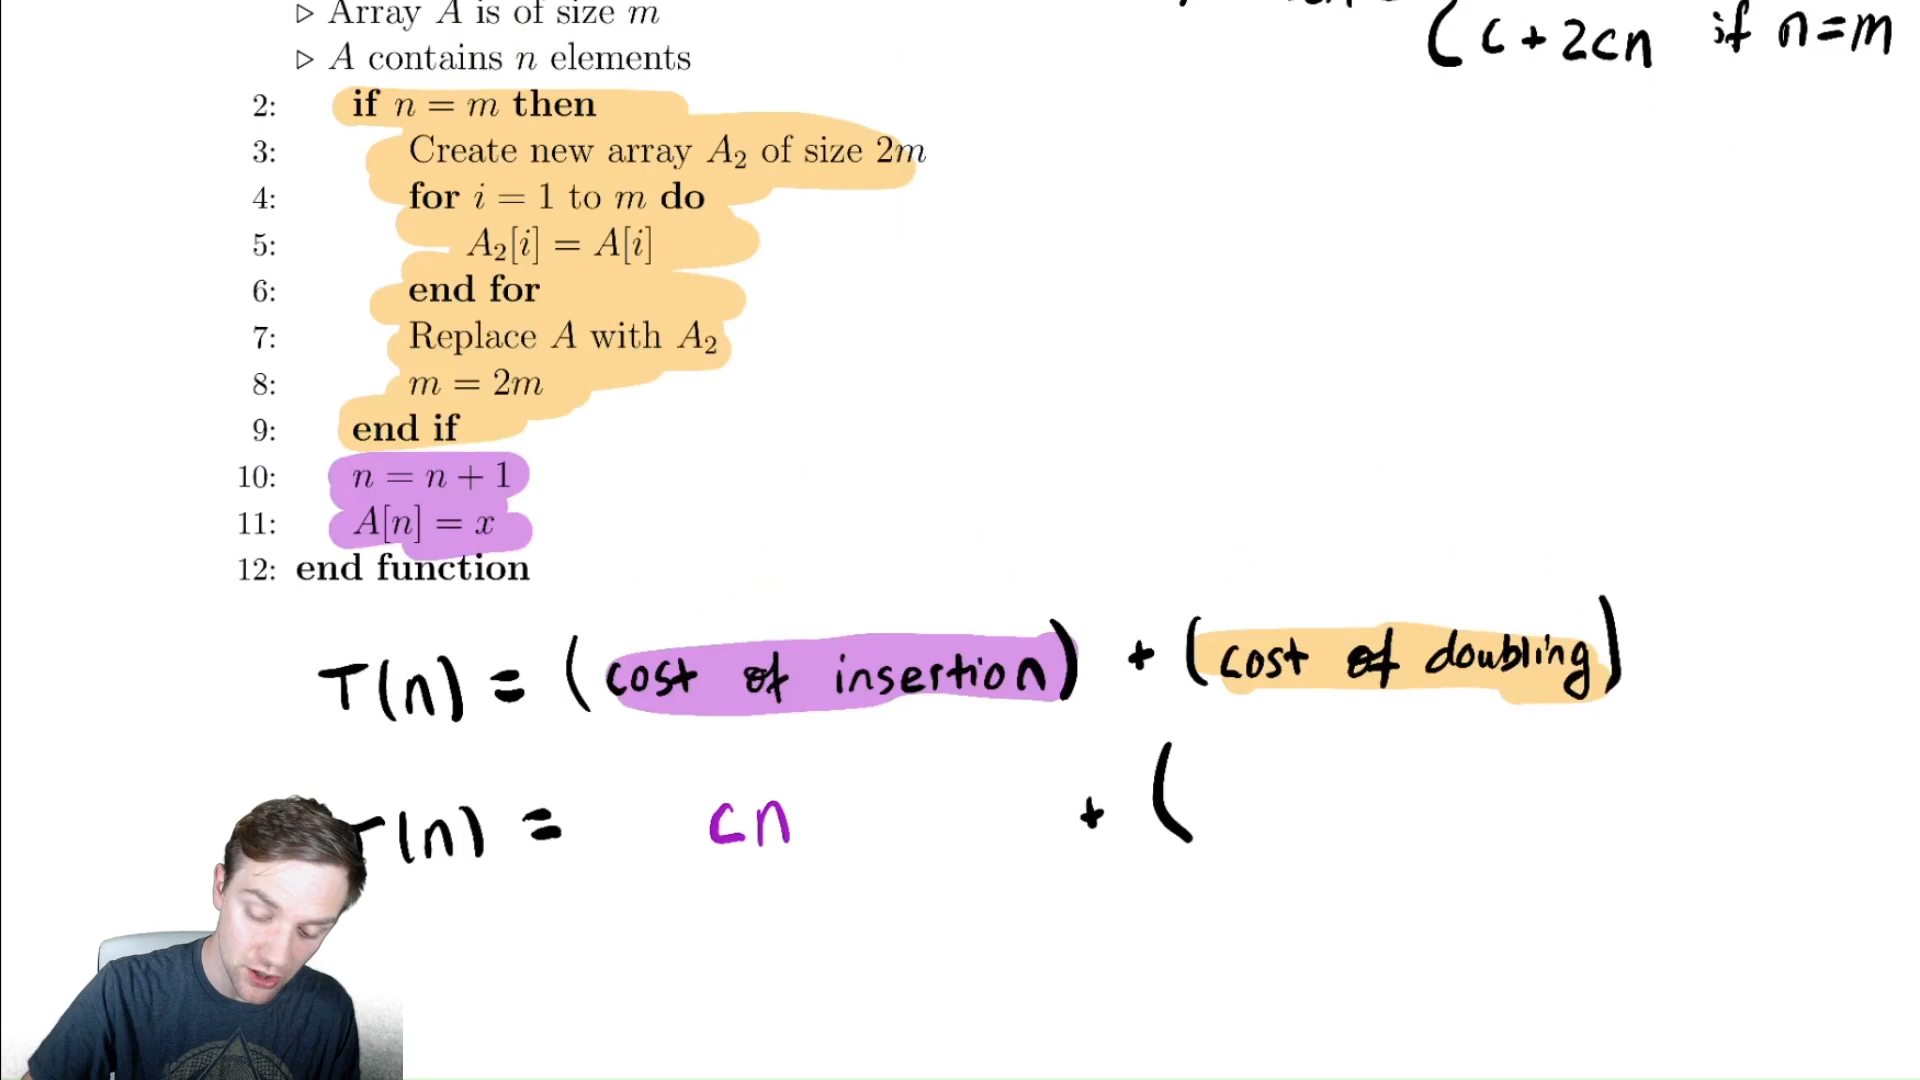 ▷ Array A is of size m
▷ A contains n elements
( c + 2cn if n=m
2: if n = m then
3: Create new array A₂ of size 2m
4: for i = 1 to m do
5: A₂[i] = A[i]
6: end for
7: Replace A with A₂
8: m = 2m
9: end if
10: n = n + 1
11: A[n] = x
12: end function
T(n) = (cost of insertion) + (cost of doubling)
T(n) = cn + (